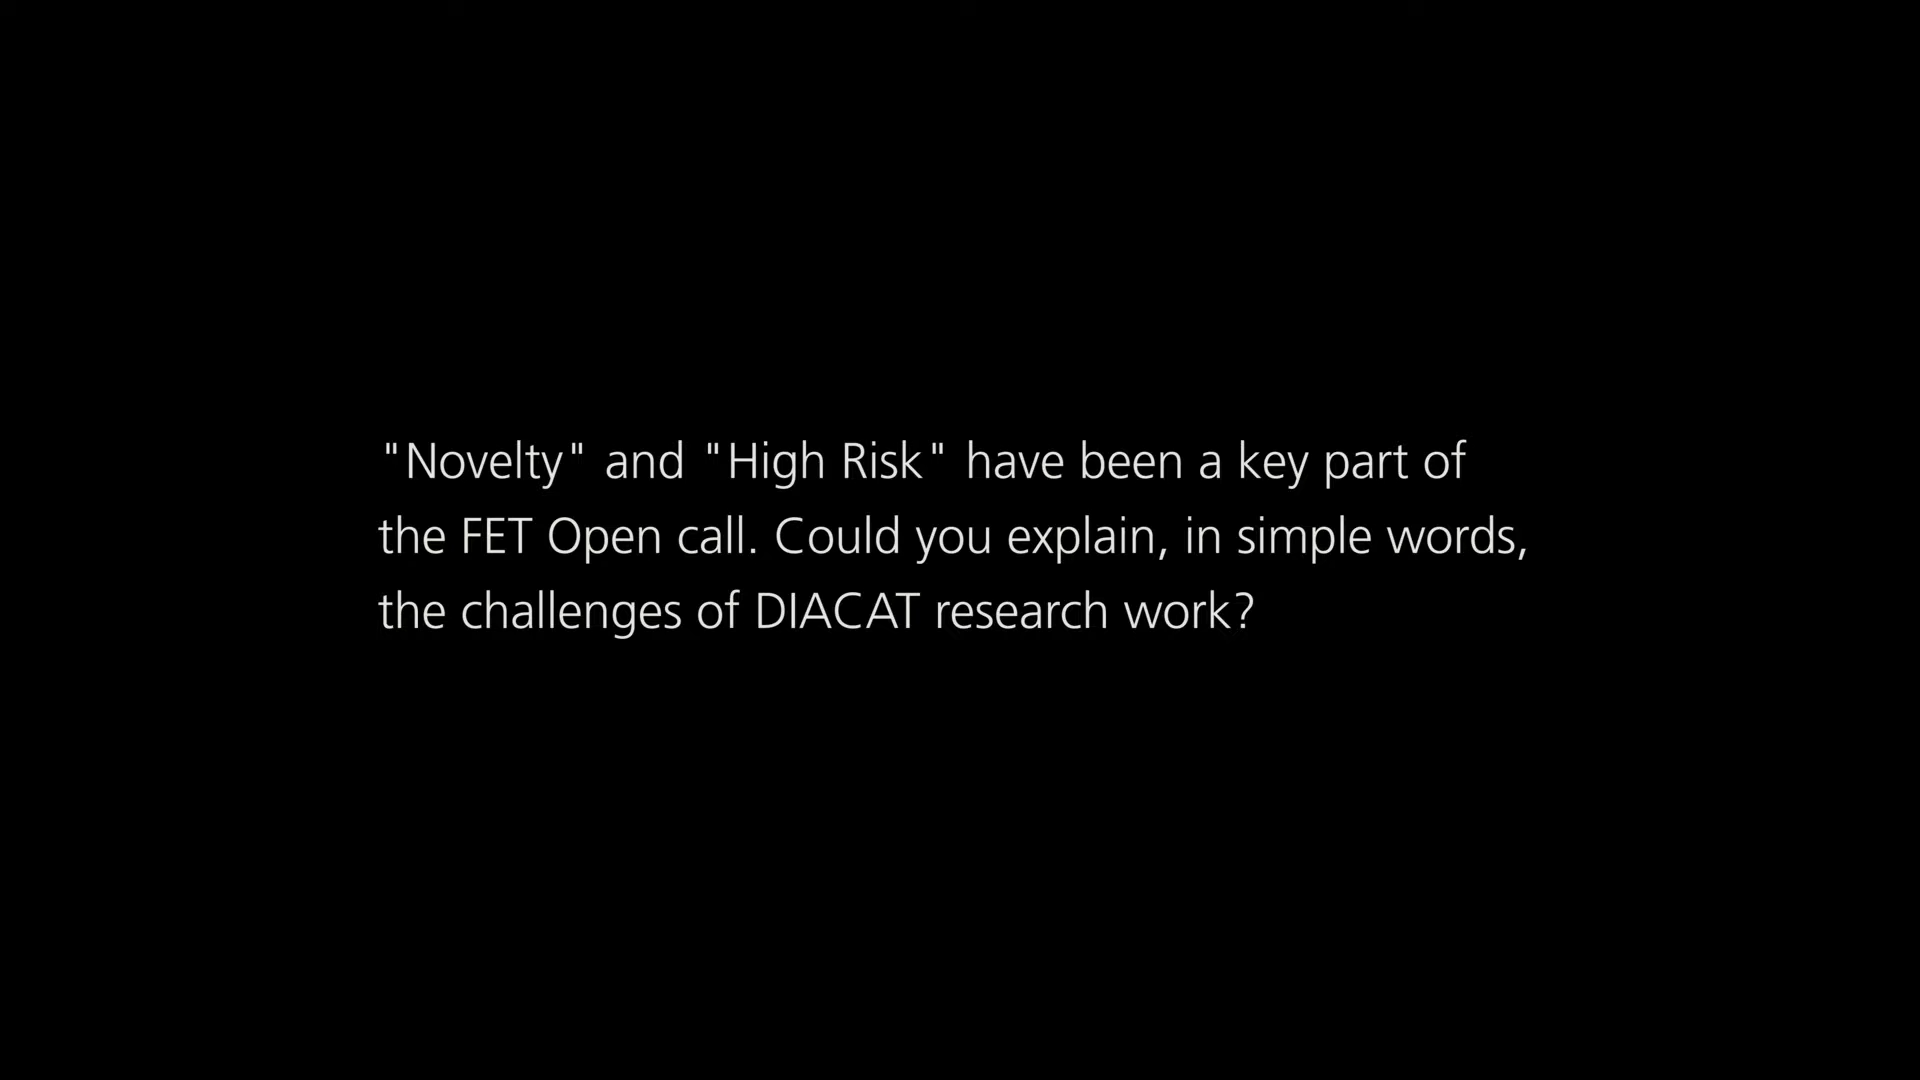 "Novelty" and "High Risk" have been a key part of
the FET Open call. Could you explain, in simple words,
the challenges of DIACAT research work?